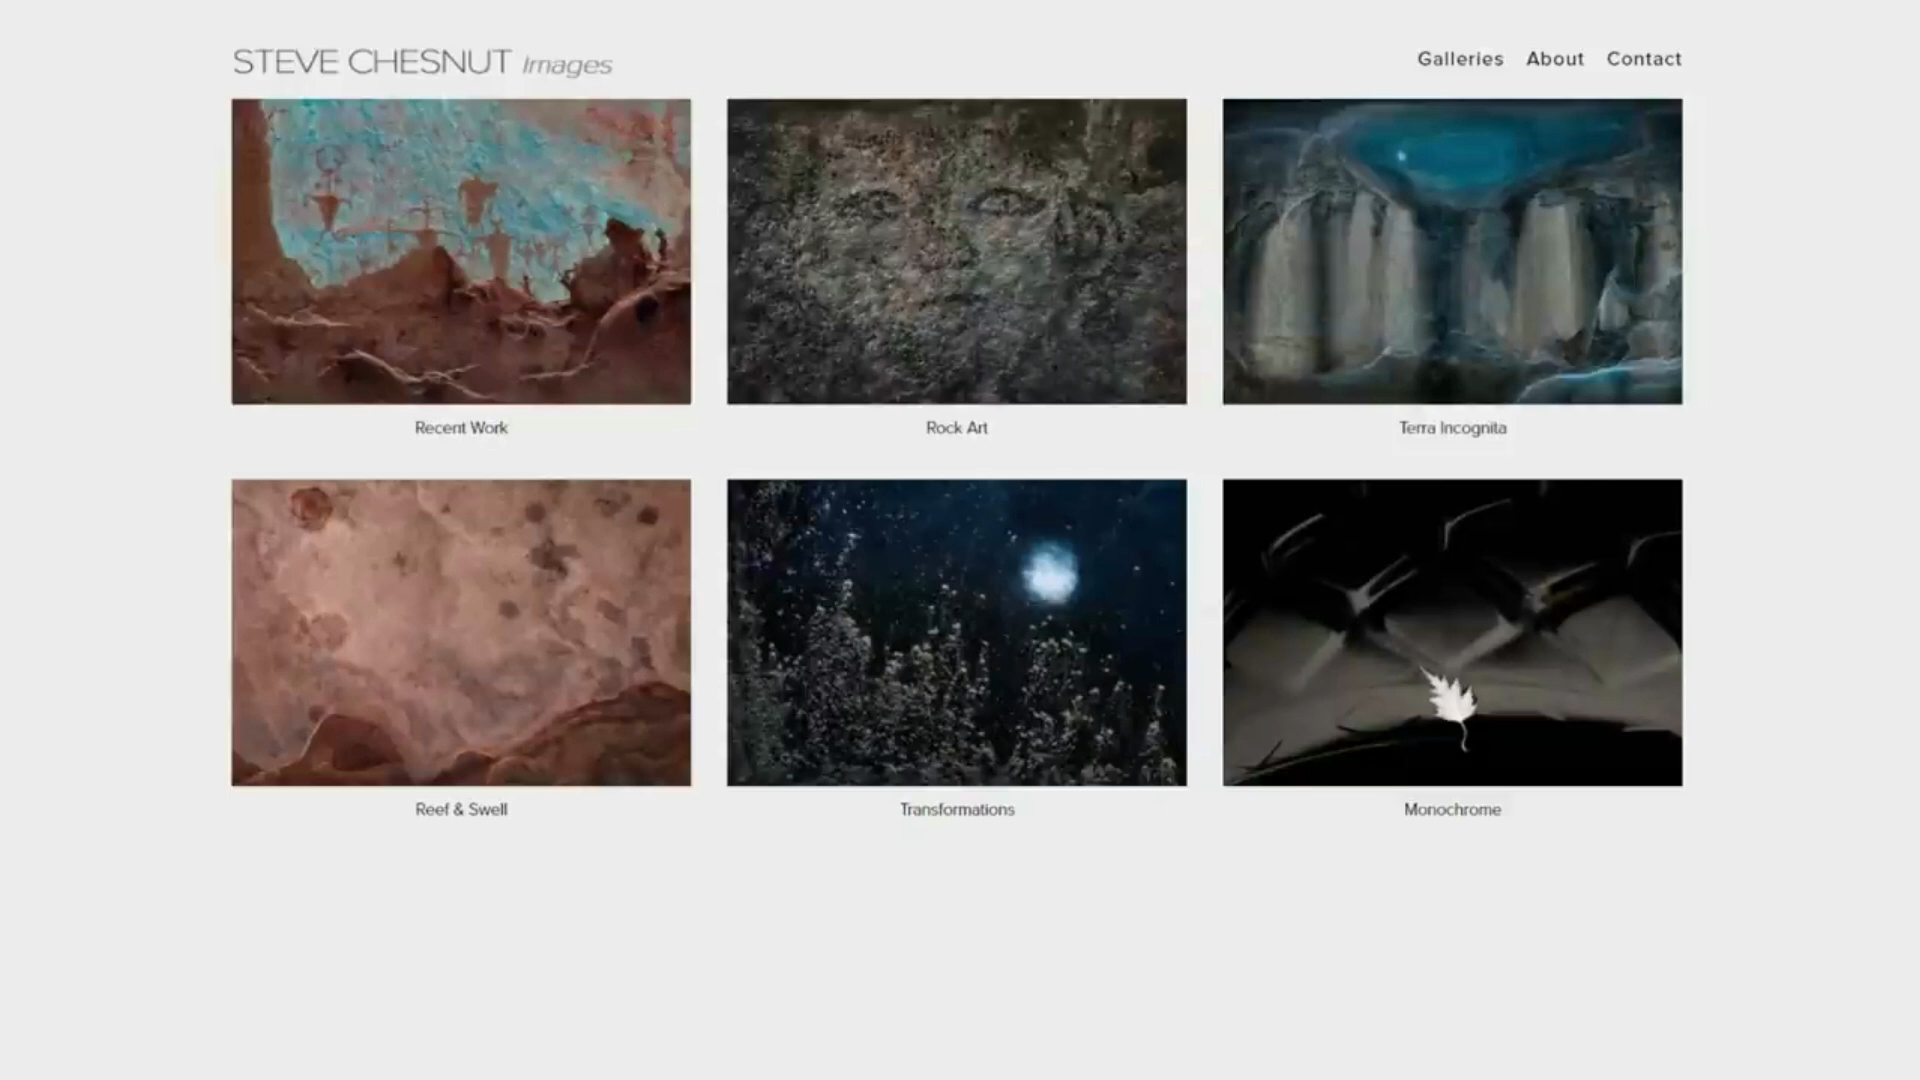 STEVE CHESNUT Images
Galleries About Contact
Recent Work
Rock Art
Terra Incognita
Reef & Swell
Transformations
Monochrome